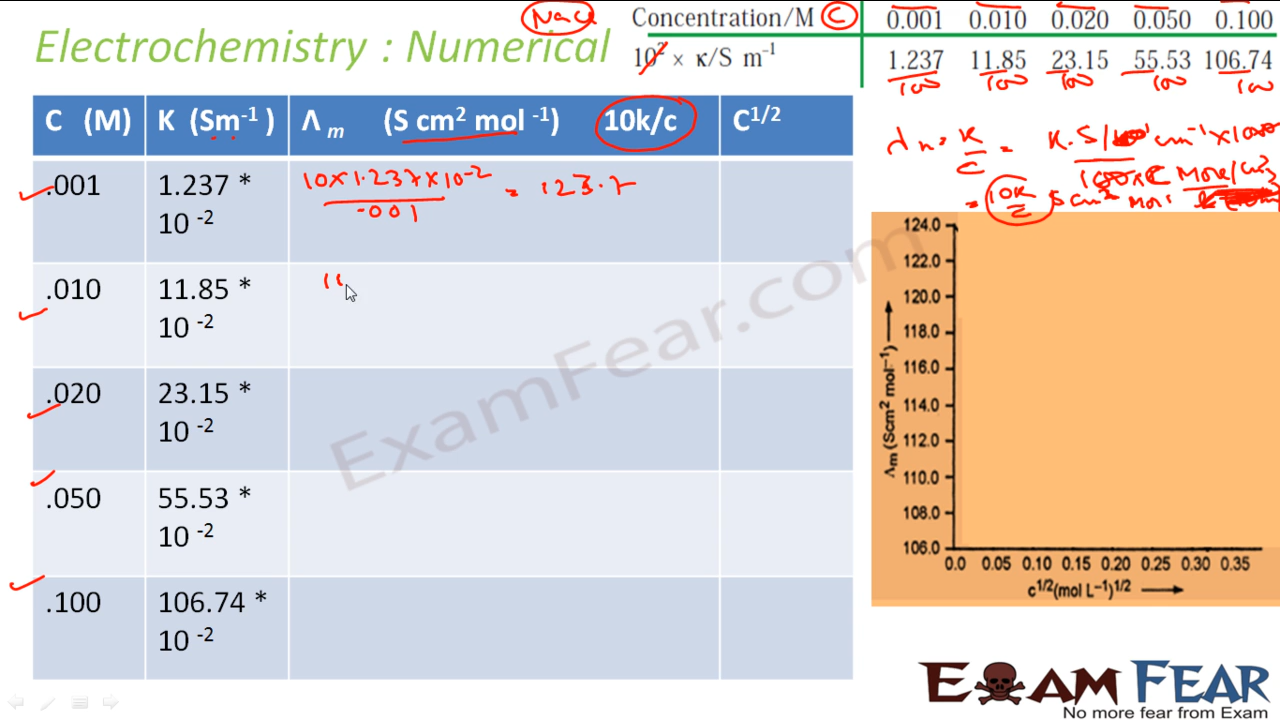 Electrochemistry : Numerical
NaCl
Concentration/M C 0.001 0.010 0.020 0.050 0.100
10² × κ/S m⁻¹ 1.237 11.85 23.15 55.53 106.74
100 100 100 100 100
C (M) K (Sm⁻¹) Λm (S cm² mol ⁻¹) 10k/c C¹/²
.001 1.237 * 10 ⁻² 10×1.237×10⁻² / .001 = 123.7
.010 11.85 * 10 ⁻² 11
.020 23.15 * 10 ⁻²
.050 55.53 * 10 ⁻²
.100 106.74 * 10 ⁻²
= K/C =
= 10K/C S cm²
124.0
122.0
120.0
118.0
116.0
114.0
112.0
110.0
108.0
106.0
Λm (Scm² mol⁻¹)
0.0 0.05 0.10 0.15 0.20 0.25 0.30 0.35
c¹/²(mol L⁻¹)¹/²
ExamFear.com
EXAM FEAR
No more fear from Exam